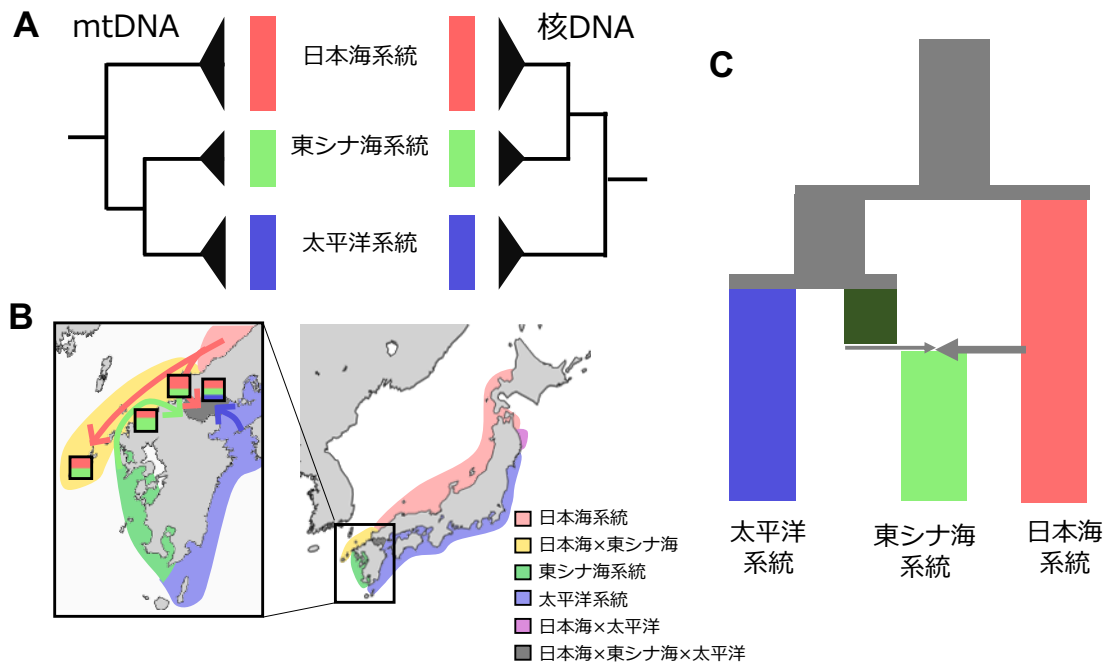 A
mtDNA
核DNA
日本海系統
東シナ海系統
太平洋系統
B
日本海系統
日本海×東シナ海
東シナ海系統
太平洋系統
日本海×太平洋
日本海×東シナ海×太平洋
C
太平洋
系統
東シナ海
系統
日本海
系統